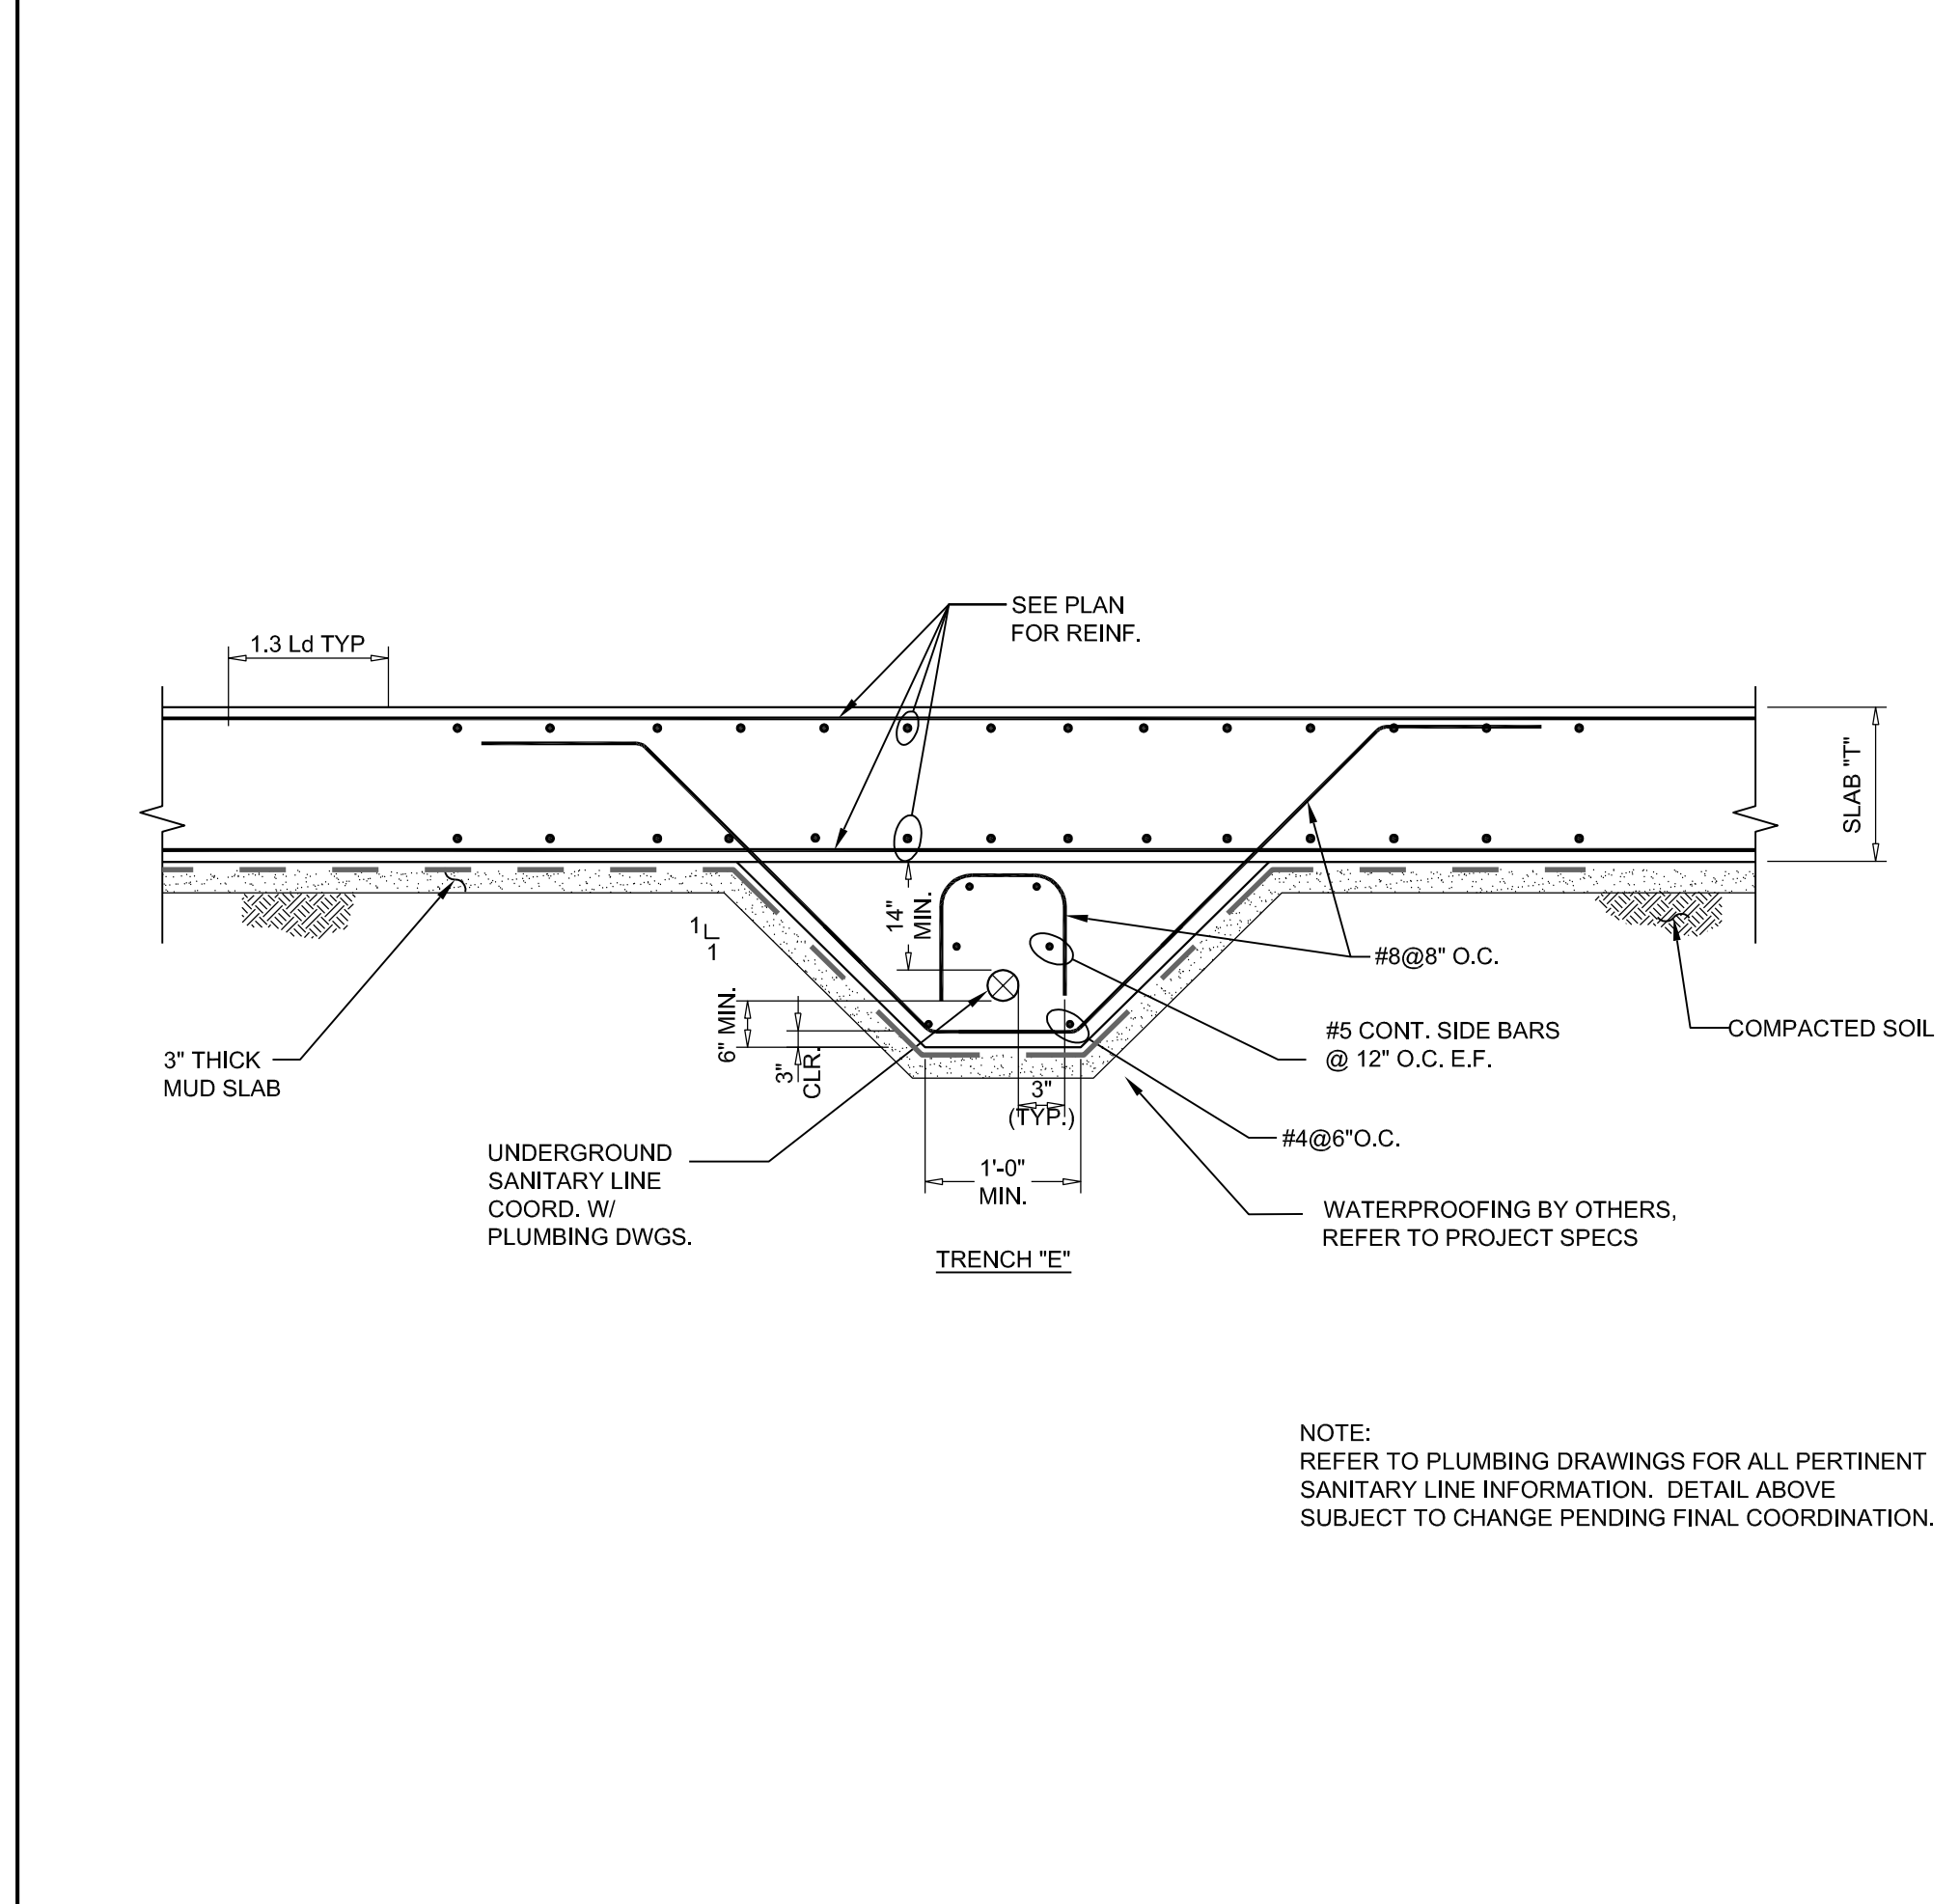 SEE PLAN
FOR REINF.
1.3 Ld TYP
SLAB "T"
14"
MIN.
1
1
#8@8" O.C.
6" MIN.
3"
CLR.
#5 CONT. SIDE BARS
@ 12" O.C. E.F.
COMPACTED SOIL
3" THICK
MUD SLAB
3"
(TYP.)
#4@6"O.C.
UNDERGROUND
SANITARY LINE
COORD. W/
PLUMBING DWGS.
1'-0"
MIN.
WATERPROOFING BY OTHERS,
REFER TO PROJECT SPECS
TRENCH "E"
NOTE:
REFER TO PLUMBING DRAWINGS FOR ALL PERTINENT
SANITARY LINE INFORMATION. DETAIL ABOVE
SUBJECT TO CHANGE PENDING FINAL COORDINATION.